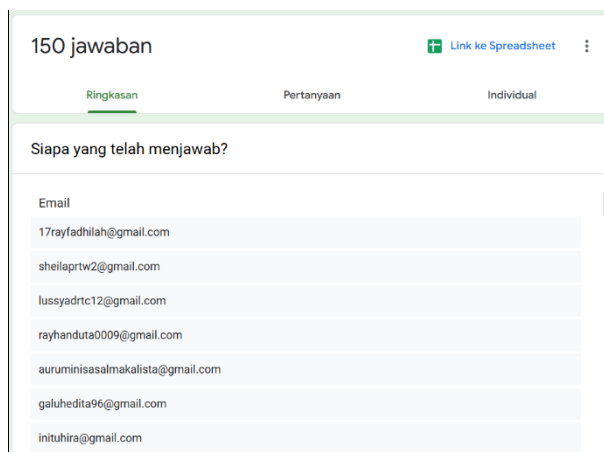 150 jawaban
Link ke Spreadsheet
Ringkasan Pertanyaan Individual
Siapa yang telah menjawab?
Email
17rayfadhilah@gmail.com
sheilaprtw2@gmail.com
lussyadrtc12@gmail.com
rayhanduta0009@gmail.com
auruminisasalmakalista@gmail.com
galuhedita96@gmail.com
inituhira@gmail.com